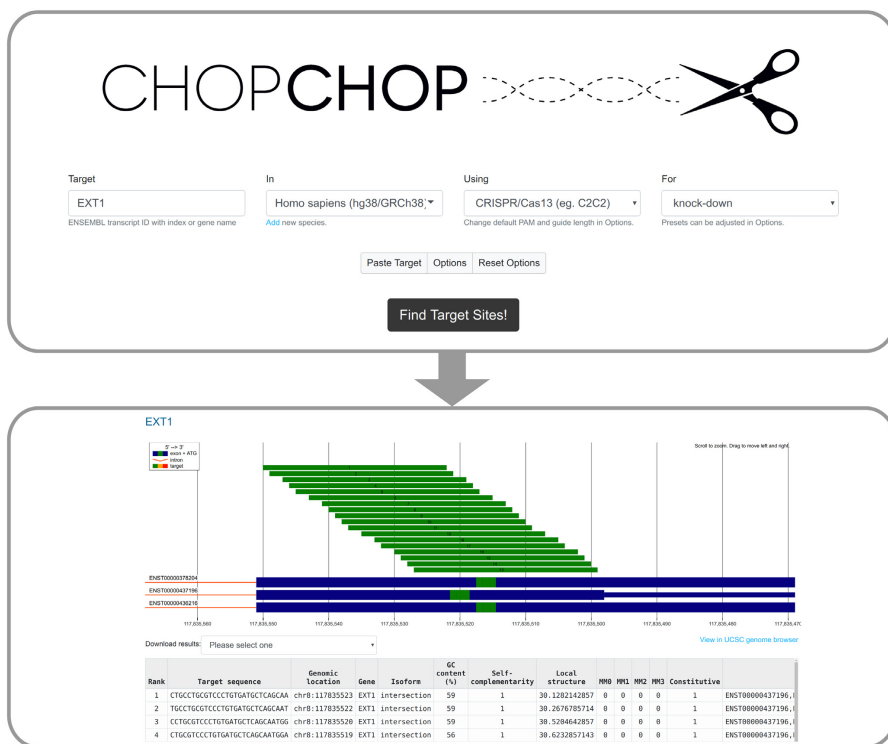 CHOPCHOP
Target In Using For
EXT1 Homo sapiens (hg38/GRCh38) CRISPR/Cas13 (eg. C2C2) knock-down
ENSEMBL transcript ID with index or gene name Add new species. Change default PAM and guide length in Options. Presets can be adjusted in Options.
Paste Target Options Reset Options
Find Target Sites!
EXT1
Scroll to zoom. Drag to move left and right.
5' --> 3'
exon + ATG
intron
target
ENST00000378204
ENST00000437196
ENST00000436216
117,835,560 117,835,550 117,835,540 117,835,530 117,835,520 117,835,510 117,835,500 117,835,490 117,835,480 117,835,470
Download results: Please select one View in UCSC genome browser
Rank Target sequence Genomic location Gene Isoform GC content (%) Self-complementarity Local structure MM0 MM1 MM2 MM3 Constitutive
1 CTGCCTGCGTCCCTGTGATGCTCAGCAA chr8:117835523 EXT1 intersection 59 1 30.1282142857 0 0 0 0 1 ENST00000437196,
2 TGCCTGCGTCCCTGTGATGCTCAGCAAT chr8:117835522 EXT1 intersection 59 1 30.2676785714 0 0 0 0 1 ENST00000437196,
3 CCTGCGTCCCTGTGATGCTCAGCAATGG chr8:117835520 EXT1 intersection 59 1 30.5204642857 0 0 0 0 1 ENST00000437196,
4 CTGCGTCCCTGTGATGCTCAGCAATGGA chr8:117835519 EXT1 intersection 56 1 30.6232857143 0 0 0 0 1 ENST00000437196,